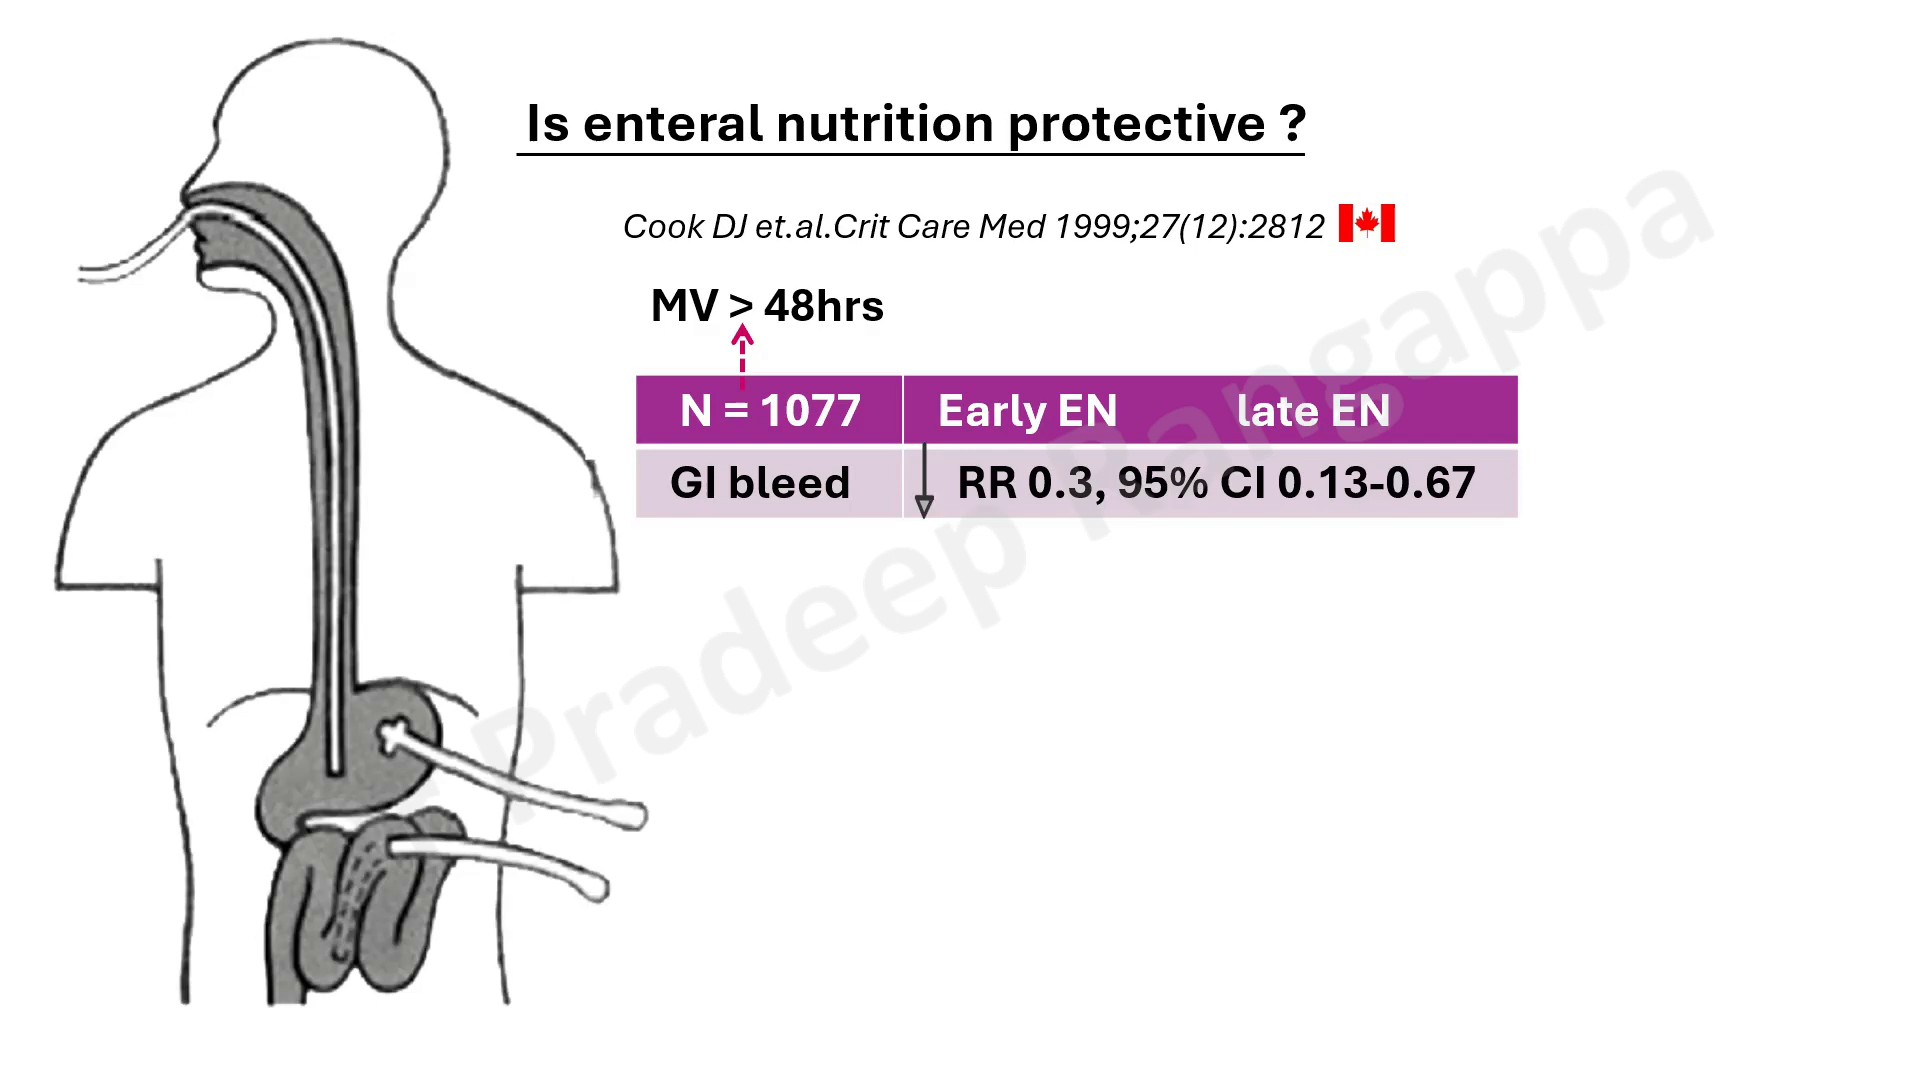 Is enteral nutrition protective ?
Cook DJ et.al.Crit Care Med 1999;27(12):2812
MV > 48hrs
N = 1077 Early EN late EN
GI bleed RR 0.3, 95% CI 0.13-0.67
Pradeep Rangappa